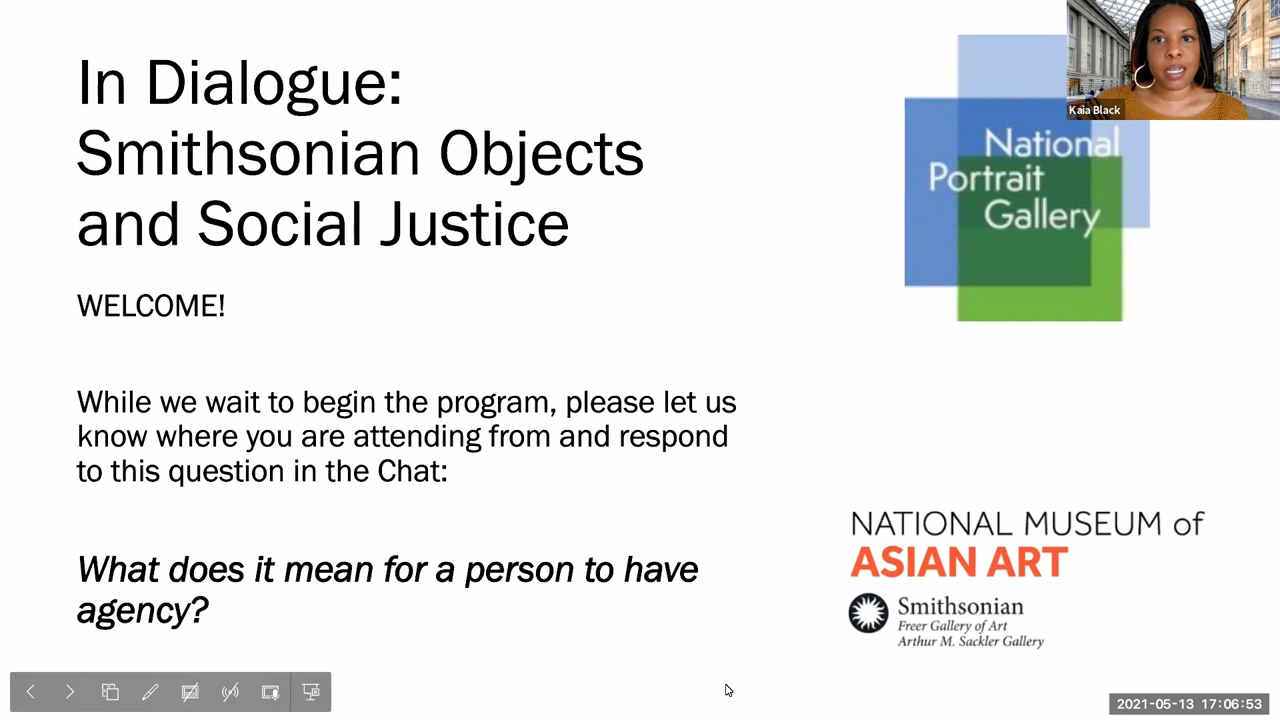 In Dialogue:
Smithsonian Objects
and Social Justice
WELCOME!
While we wait to begin the program, please let us
know where you are attending from and respond
to this question in the Chat:
What does it mean for a person to have
agency?
Kaia Black
National
Portrait
Gallery
NATIONAL MUSEUM of
ASIAN ART
Smithsonian
Freer Gallery of Art
Arthur M. Sackler Gallery
2021-05-13 17:06:53